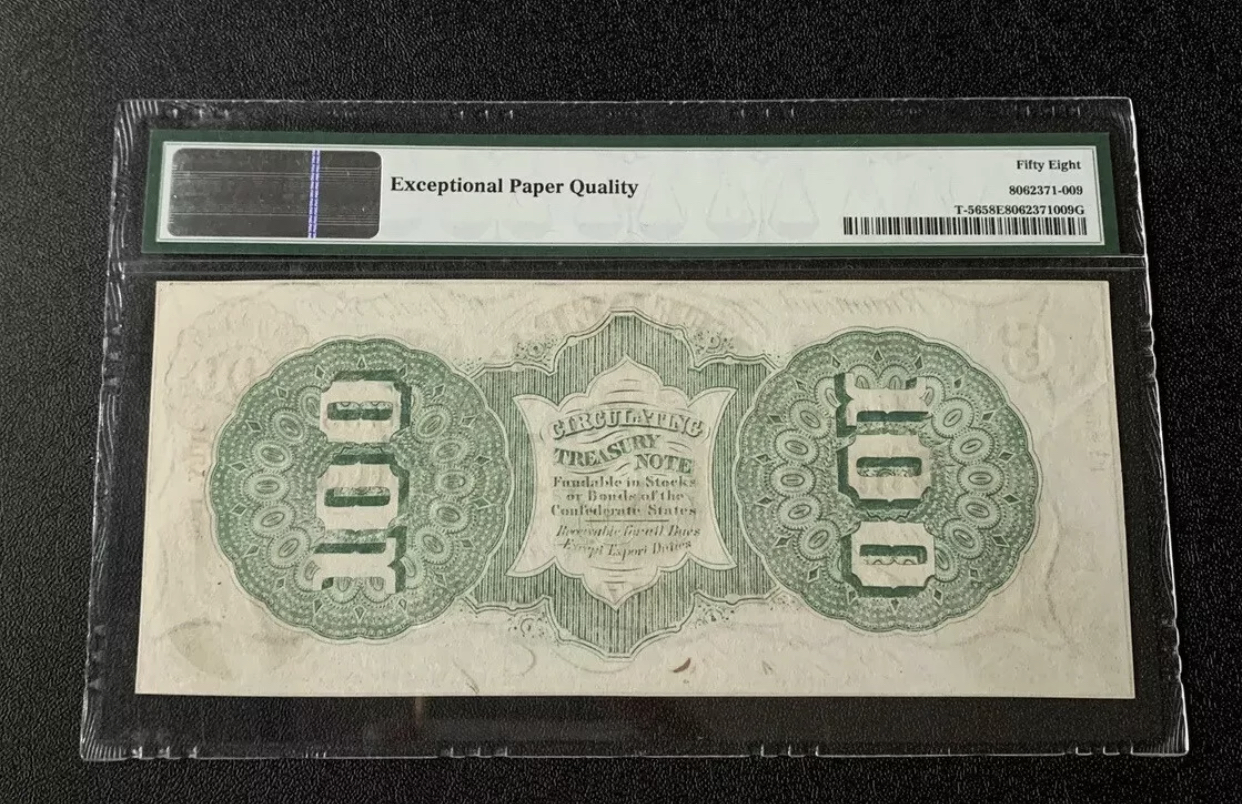 Exceptional Paper Quality
Fifty Eight
8062371-009
T-5658E8062371009G
CIRCULATING
TREASURY
NOTE
Fundable in Stocks
or Bonds of the
Confederate States
Receivable for all Dues
Except Export Duties
100
100